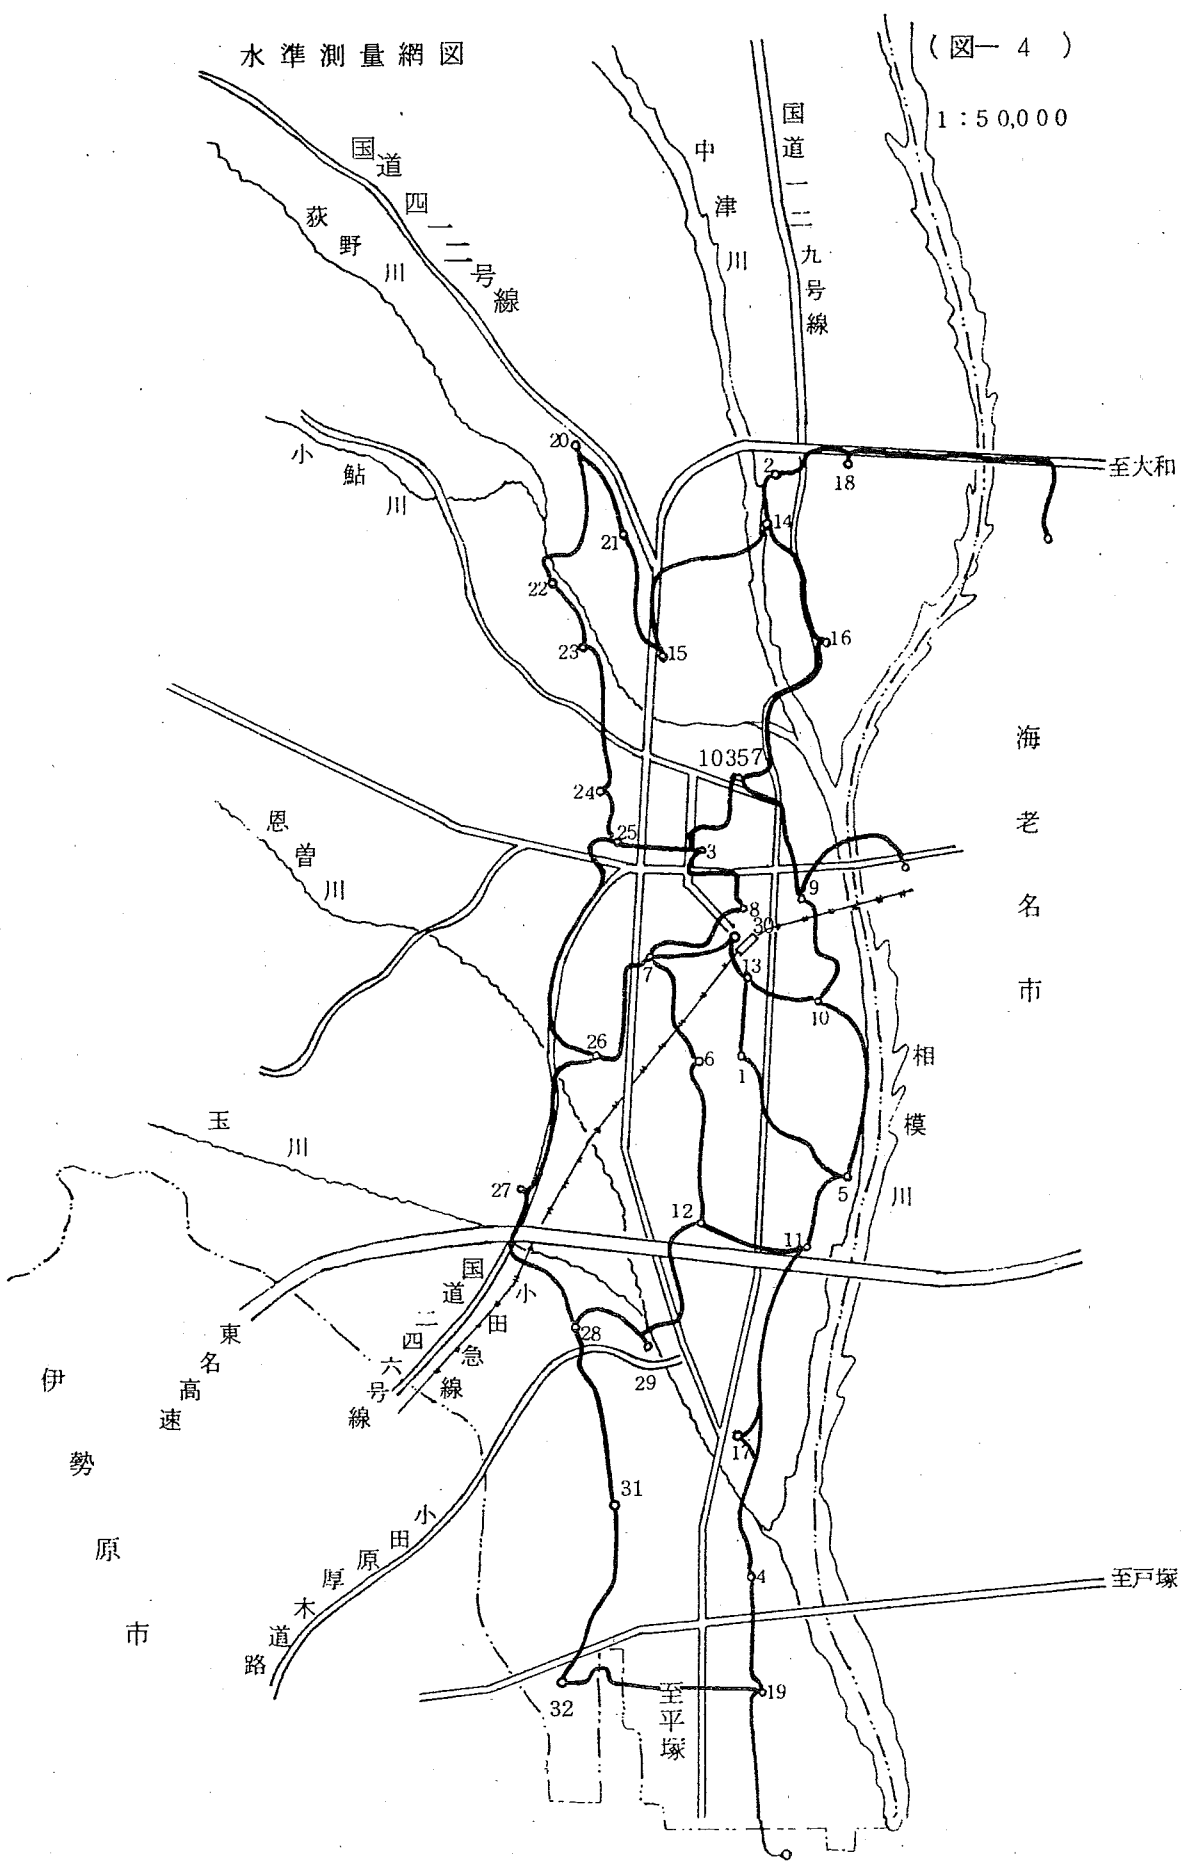 水準測量網図
(図ー4)
1:50,000
国道四一二号線
荻野川
中津川
国道一二九号線
小鮎川
至大和
20
2
18
14
21
22
16
23
15
海老名市
10357
24
恩曽川
25
3
9
8
30
7
13
10
26
6
1
相模川
玉川
27
5
12
11
国道二四六号線
小田急線
28
29
東名高速
伊勢原市
17
31
小田原厚木道路
4
至戸塚
32
19
至平塚